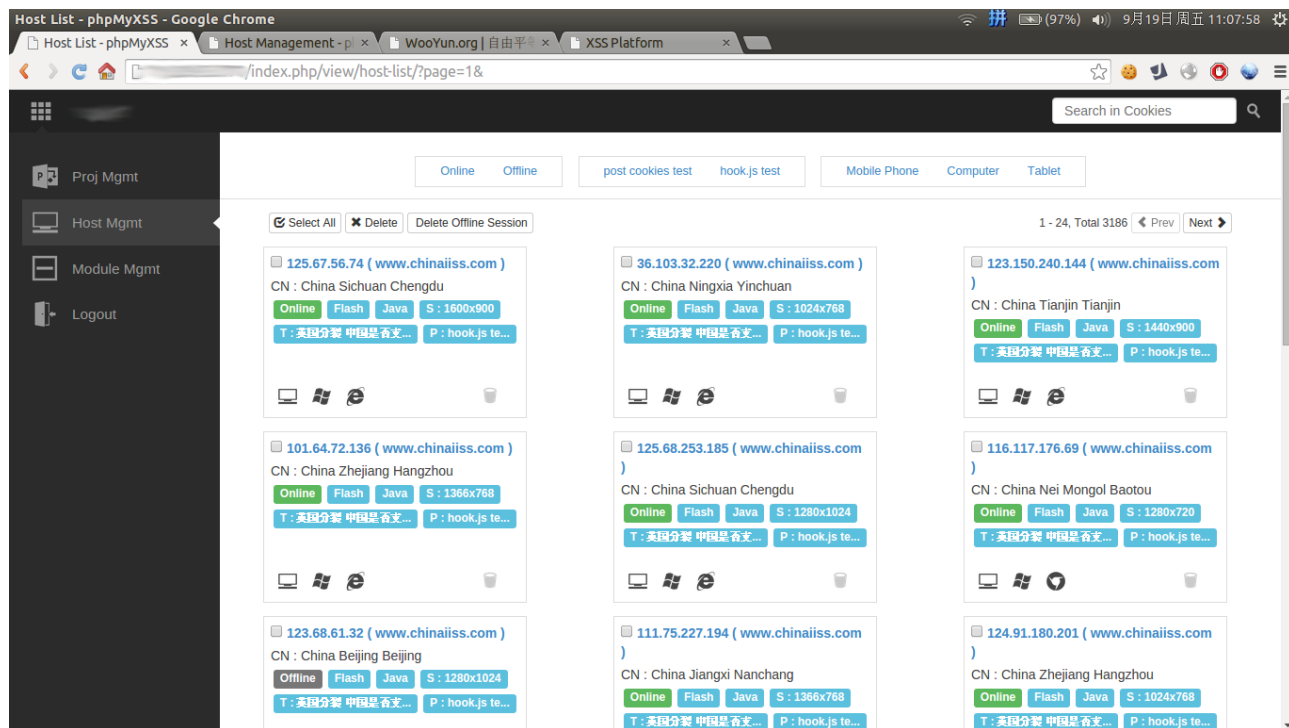 Host List - phpMyXSS - Google Chrome
拼 (97%) 9月19日 周五 11:07:58
Host List - phpMyXSS × Host Management - p × WooYun.org | 自由平 × XSS Platform ×
/index.php/view/host-list/?page=1&
Search in Cookies
Proj Mgmt
Host Mgmt
Module Mgmt
Logout
Online Offline post cookies test hook.js test Mobile Phone Computer Tablet
Select All Delete Delete Offline Session 1 - 24, Total 3186 Prev Next
125.67.56.74 ( www.chinaiiss.com )
CN : China Sichuan Chengdu
Online Flash Java S : 1600x900
T : 英国分裂 中国是否支... P : hook.js te...
36.103.32.220 ( www.chinaiiss.com )
CN : China Ningxia Yinchuan
Online Flash Java S : 1024x768
T : 英国分裂 中国是否支... P : hook.js te...
123.150.240.144 ( www.chinaiiss.com
)
CN : China Tianjin Tianjin
Online Flash Java S : 1440x900
T : 英国分裂 中国是否支... P : hook.js te...
101.64.72.136 ( www.chinaiiss.com )
CN : China Zhejiang Hangzhou
Online Flash Java S : 1366x768
T : 英国分裂 中国是否支... P : hook.js te...
125.68.253.185 ( www.chinaiiss.com
)
CN : China Sichuan Chengdu
Online Flash Java S : 1280x1024
T : 英国分裂 中国是否支... P : hook.js te...
116.117.176.69 ( www.chinaiiss.com
)
CN : China Nei Mongol Baotou
Online Flash Java S : 1280x720
T : 英国分裂 中国是否支... P : hook.js te...
123.68.61.32 ( www.chinaiiss.com )
CN : China Beijing Beijing
Offline Flash Java S : 1280x1024
T : 英国分裂 中国是否支... P : hook.js te...
111.75.227.194 ( www.chinaiiss.com
)
CN : China Jiangxi Nanchang
Online Flash Java S : 1366x768
T : 英国分裂 中国是否支... P : hook.js te...
124.91.180.201 ( www.chinaiiss.com
)
CN : China Zhejiang Hangzhou
Online Flash Java S : 1024x768
T : 英国分裂 中国是否支... P : hook.js te...